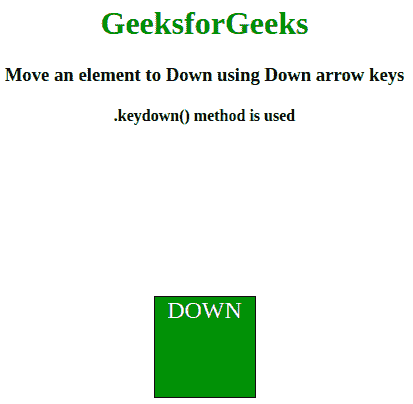 GeeksforGeeks
Move an element to Down using Down arrow keys
.keydown() method is used
DOWN